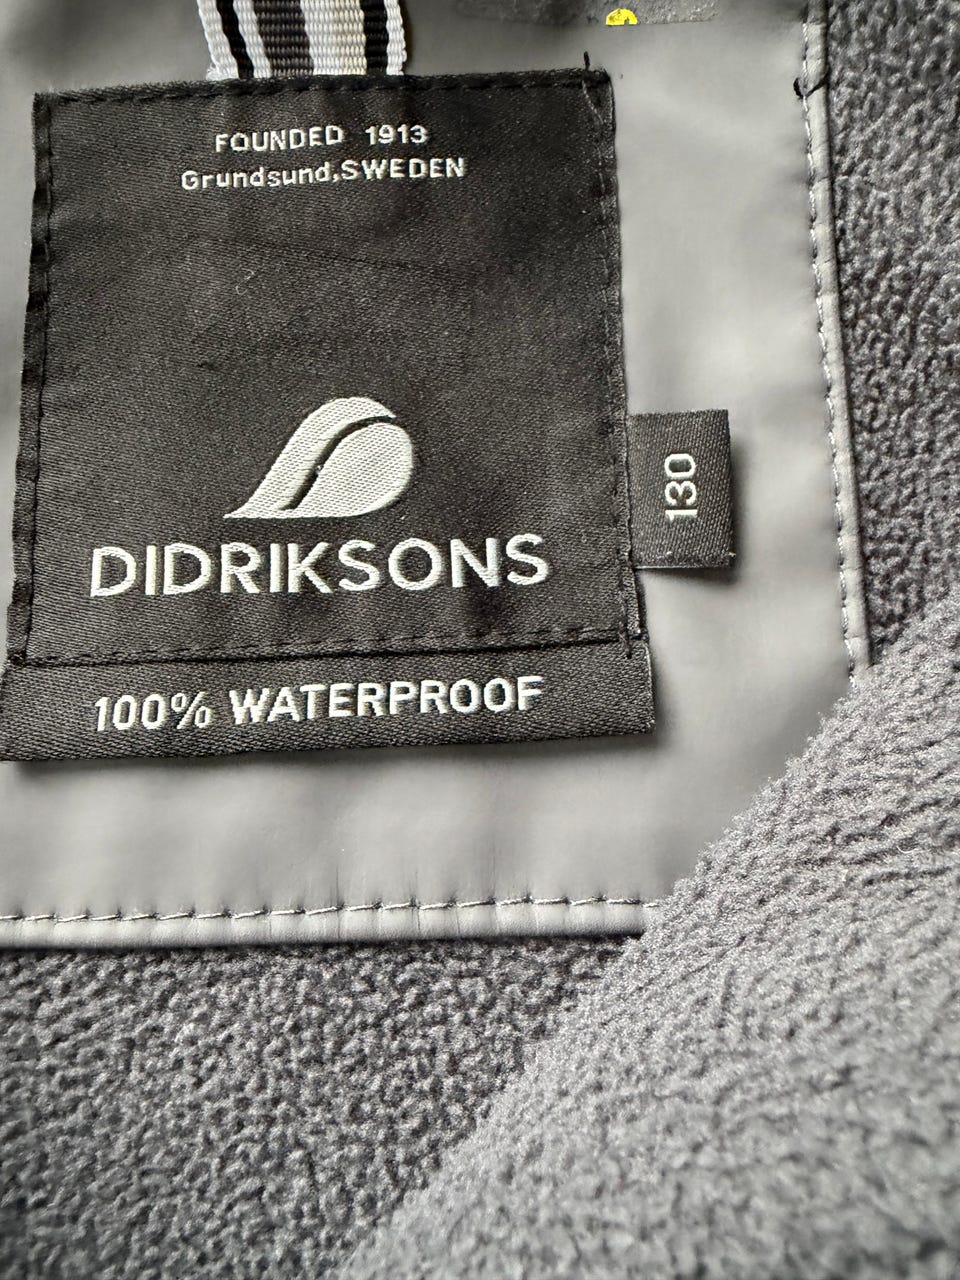 FOUNDED 1913
Grundsund,SWEDEN
DIDRIKSONS
130
100% WATERPROOF